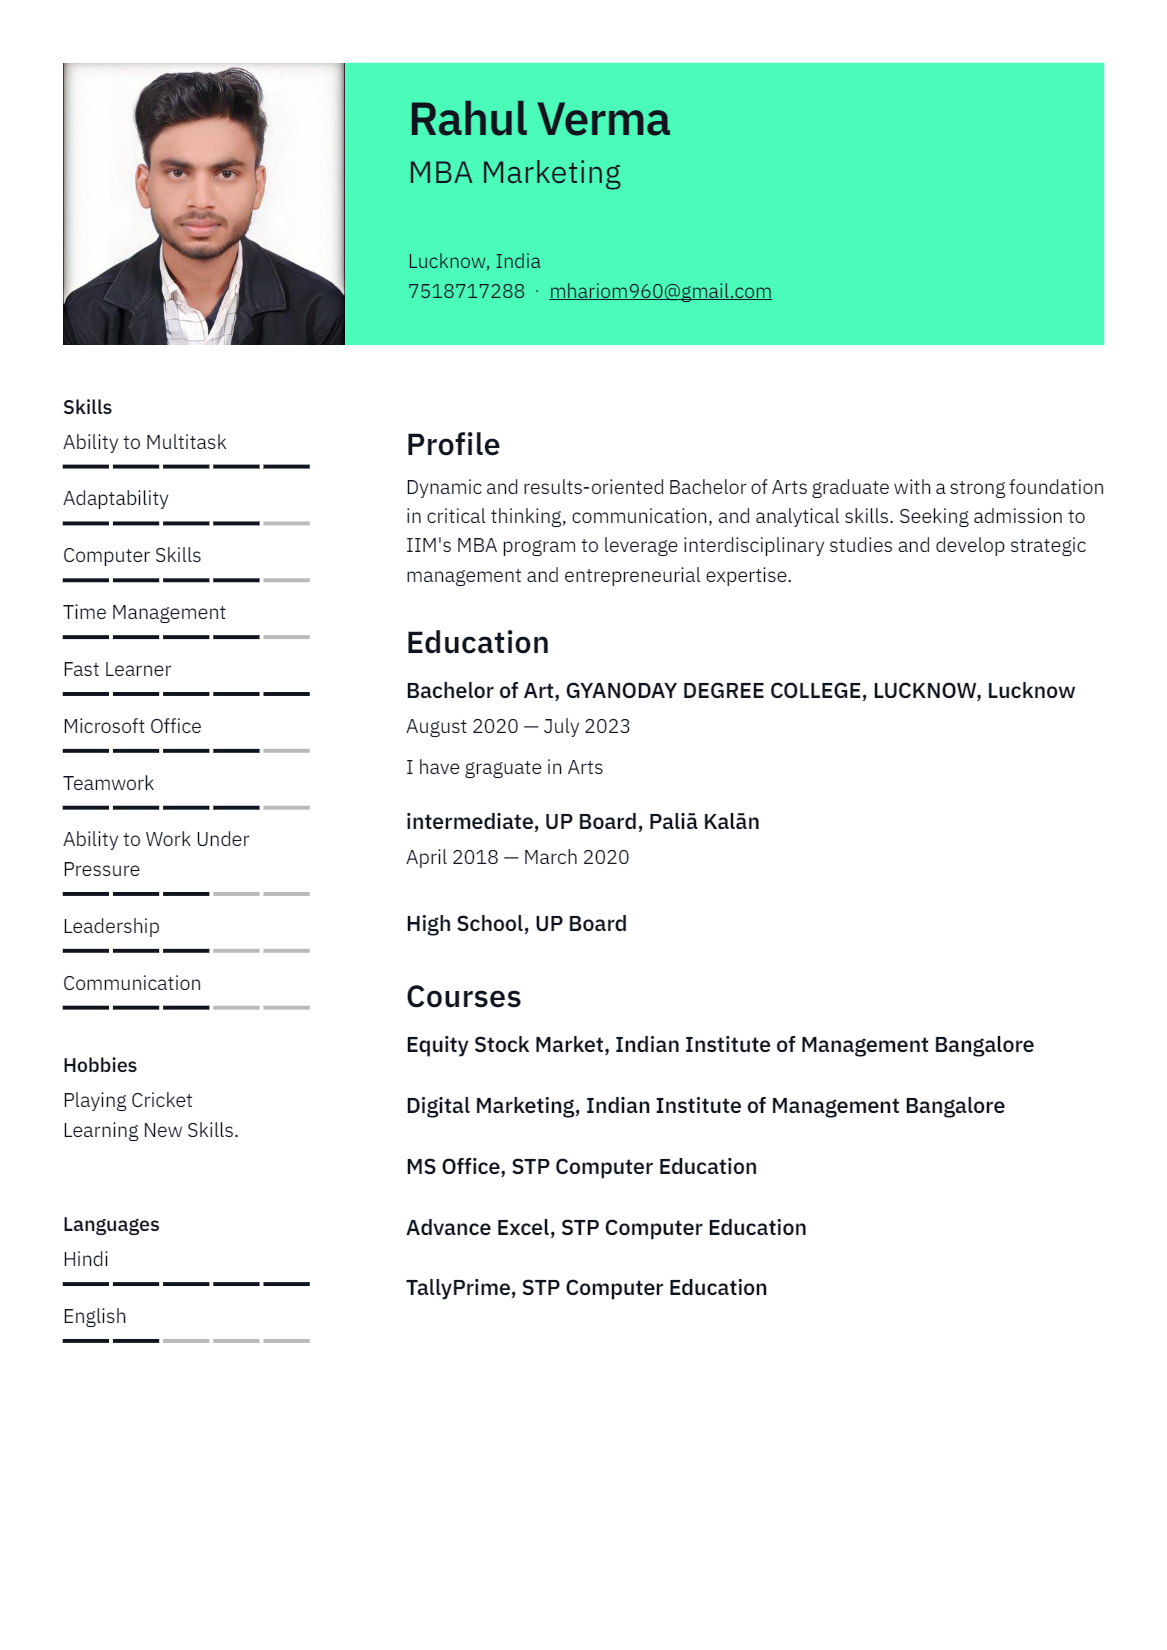 Rahul Verma
MBA Marketing
Lucknow, India
7518717288 · mhariom960@gmail.com
Skills
Ability to Multitask
Adaptability
Computer Skills
Time Management
Fast Learner
Microsoft Office
Teamwork
Ability to Work Under
Pressure
Leadership
Communication
Hobbies
Playing Cricket
Learning New Skills.
Languages
Hindi
English
Profile
Dynamic and results-oriented Bachelor of Arts graduate with a strong foundation
in critical thinking, communication, and analytical skills. Seeking admission to
IIM's MBA program to leverage interdisciplinary studies and develop strategic
management and entrepreneurial expertise.
Education
Bachelor of Art, GYANODAY DEGREE COLLEGE, LUCKNOW, Lucknow
August 2020 — July 2023
I have graguate in Arts
intermediate, UP Board, Paliā Kalān
April 2018 — March 2020
High School, UP Board
Courses
Equity Stock Market, Indian Institute of Management Bangalore
Digital Marketing, Indian Institute of Management Bangalore
MS Office, STP Computer Education
Advance Excel, STP Computer Education
TallyPrime, STP Computer Education